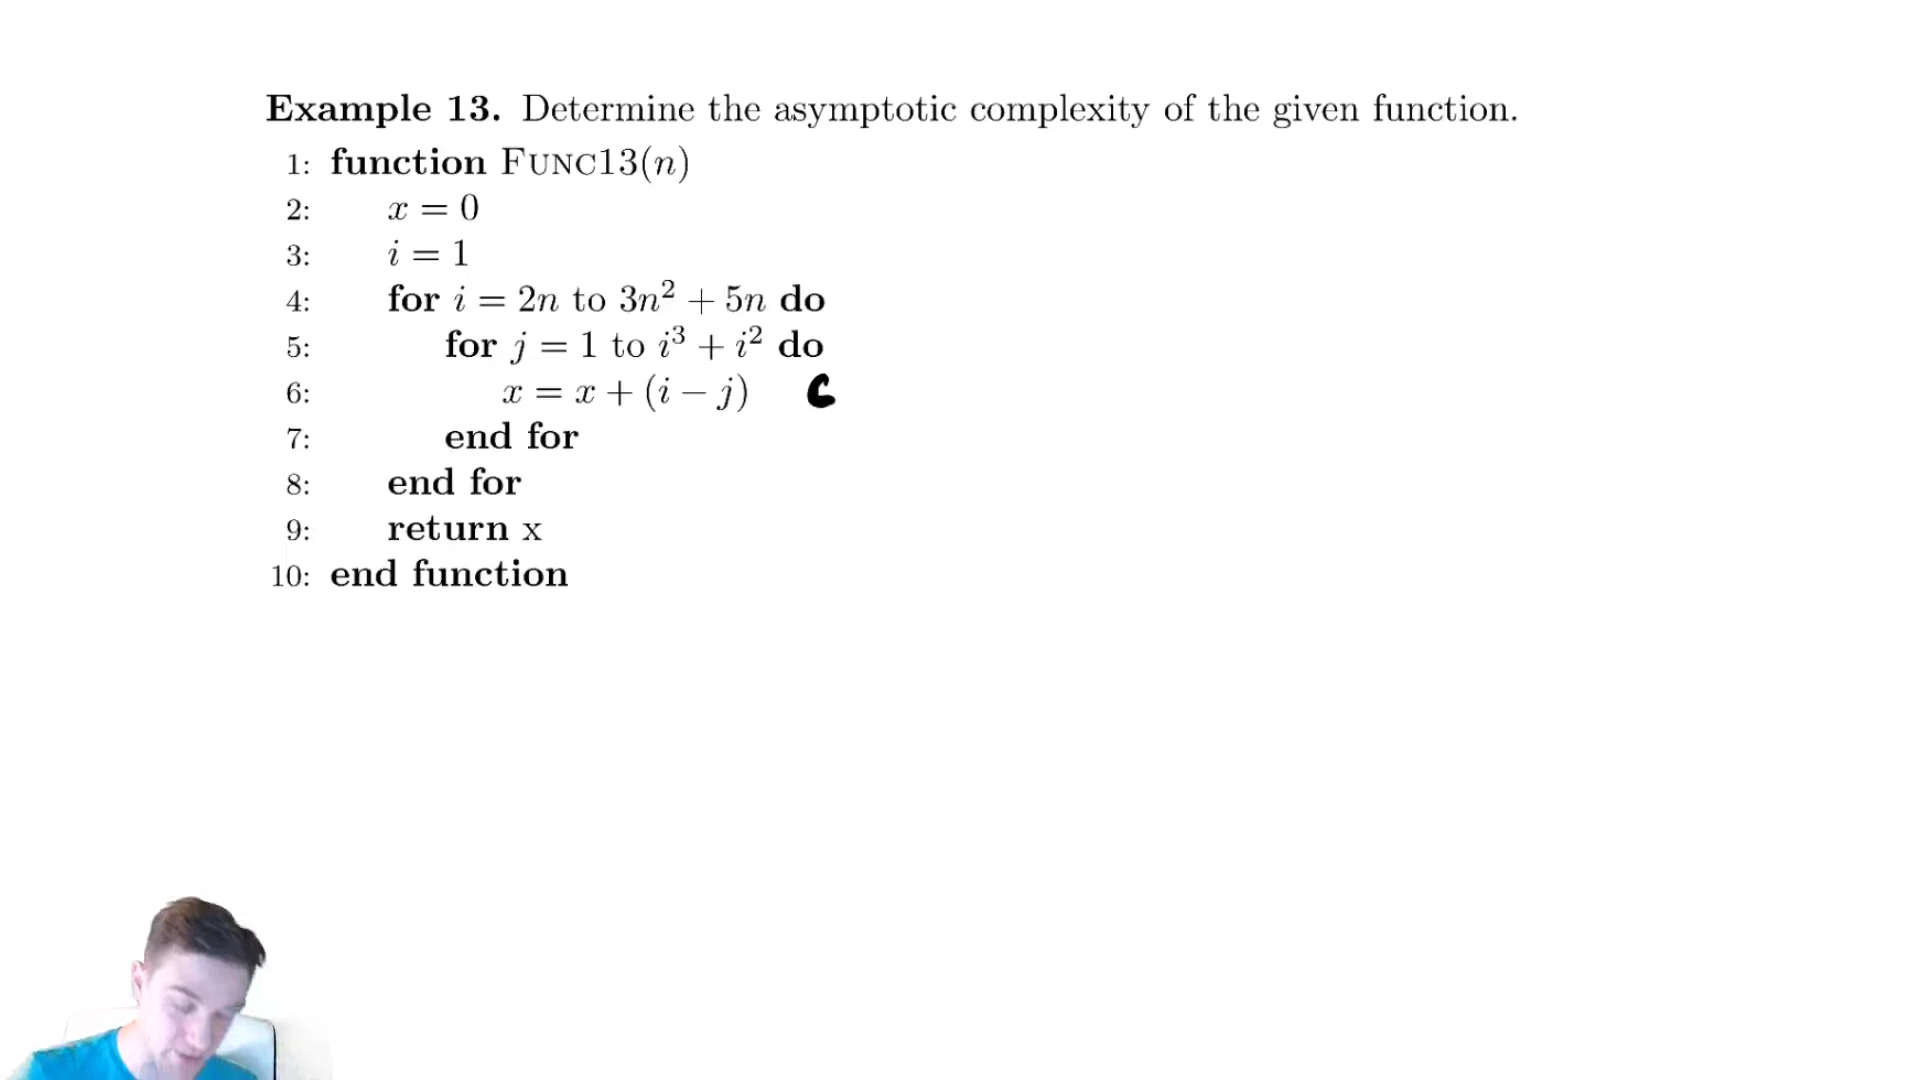 Example 13. Determine the asymptotic complexity of the given function.
1: function FUNC13(n)
2: x = 0
3: i = 1
4: for i = 2n to 3n² + 5n do
5: for j = 1 to i³ + i² do
6: x = x + (i − j) c
7: end for
8: end for
9: return x
10: end function